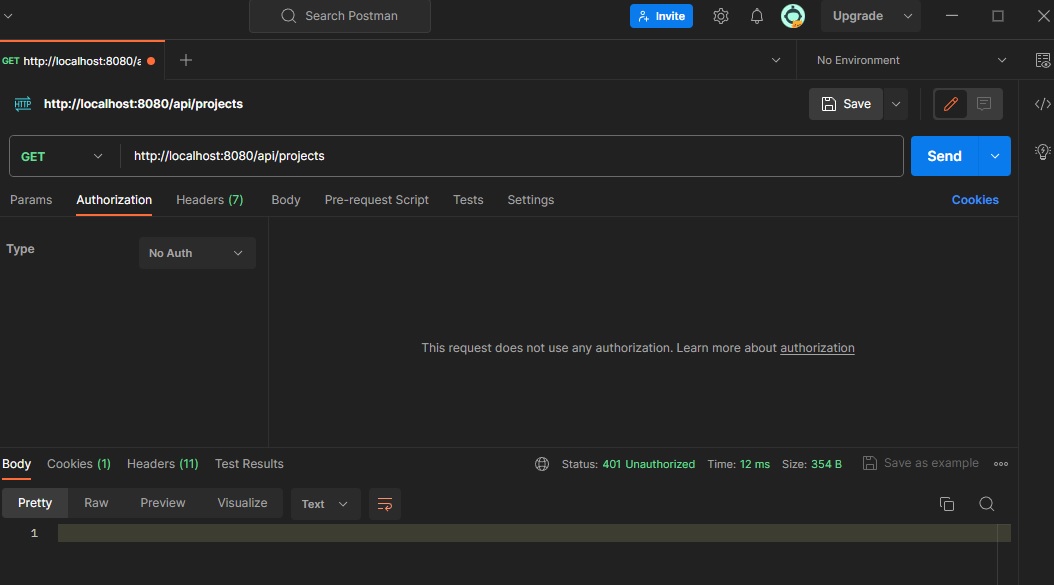 Search Postman
Invite
Upgrade
GET http://localhost:8080/a
No Environment
HTTP http://localhost:8080/api/projects
Save
GET http://localhost:8080/api/projects
Send
Params Authorization Headers (7) Body Pre-request Script Tests Settings Cookies
Type No Auth
This request does not use any authorization. Learn more about authorization
Body Cookies (1) Headers (11) Test Results Status: 401 Unauthorized Time: 12 ms Size: 354 B Save as example
Pretty Raw Preview Visualize Text
1